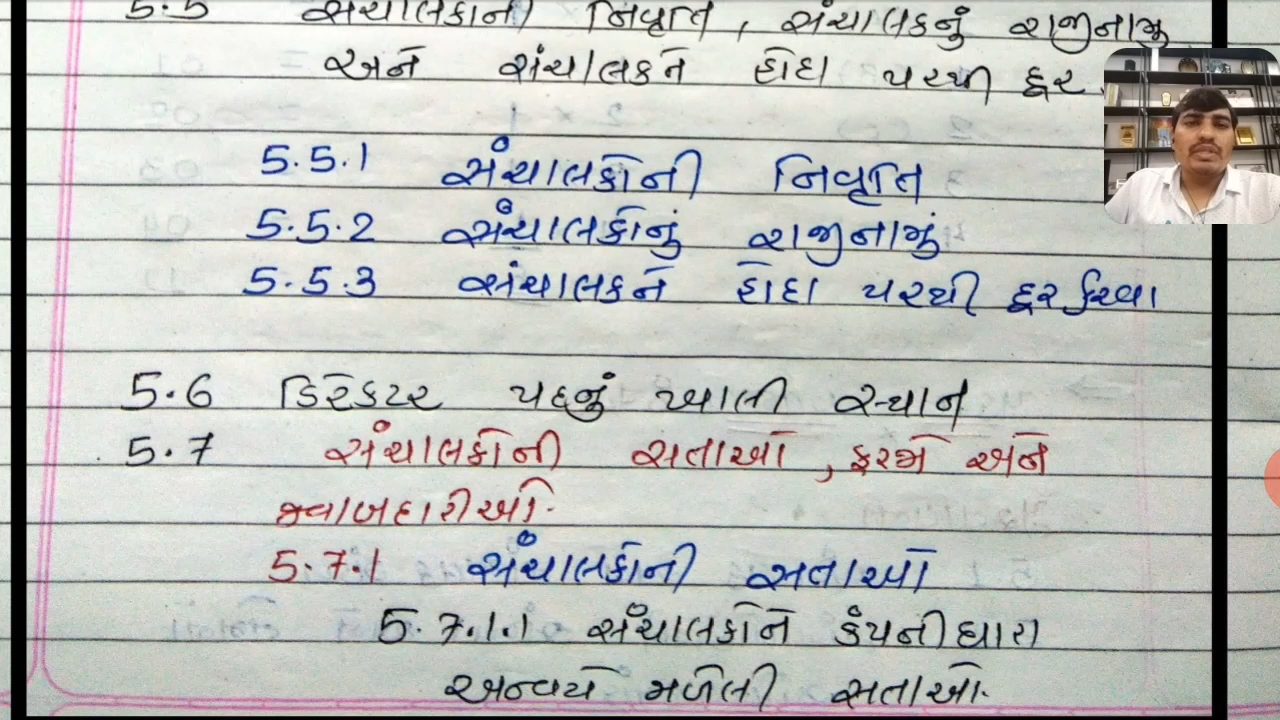 5.5 સંચાલકોની નિવૃત્તિ, સંચાલકનું રાજીનામુ
અને સંચાલકને હોદા પરથી દૂર
5.5.1 સંચાલકોની નિવૃત્તિ
5.5.2 સંચાલકોનું રાજીનામું
5.5.3 સંચાલકને હોદા પરથી દૂર કરવા
5.6 ડિરેકટર પદનું ખાલી સ્થાન
5.7 સંચાલકોની સતાઓ, ફરજો અને
જવાબદારીઓ.
5.7.1 સંચાલકોની સતાઓ
5.7.1.1 સંચાલકોને કંપનીધારા
અન્વયે મળેલી સતાઓ.